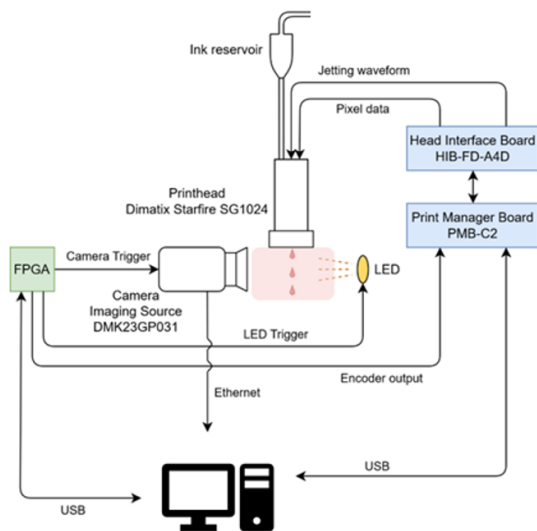 Ink reservoir
Jetting waveform
Pixel data
Head Interface Board
HIB-FD-A4D
Printhead
Dimatix Starfire SG1024
Print Manager Board
PMB-C2
FPGA
Camera Trigger
LED
Camera
Imaging Source
DMK23GP031
LED Trigger
Encoder output
Ethernet
USB
USB